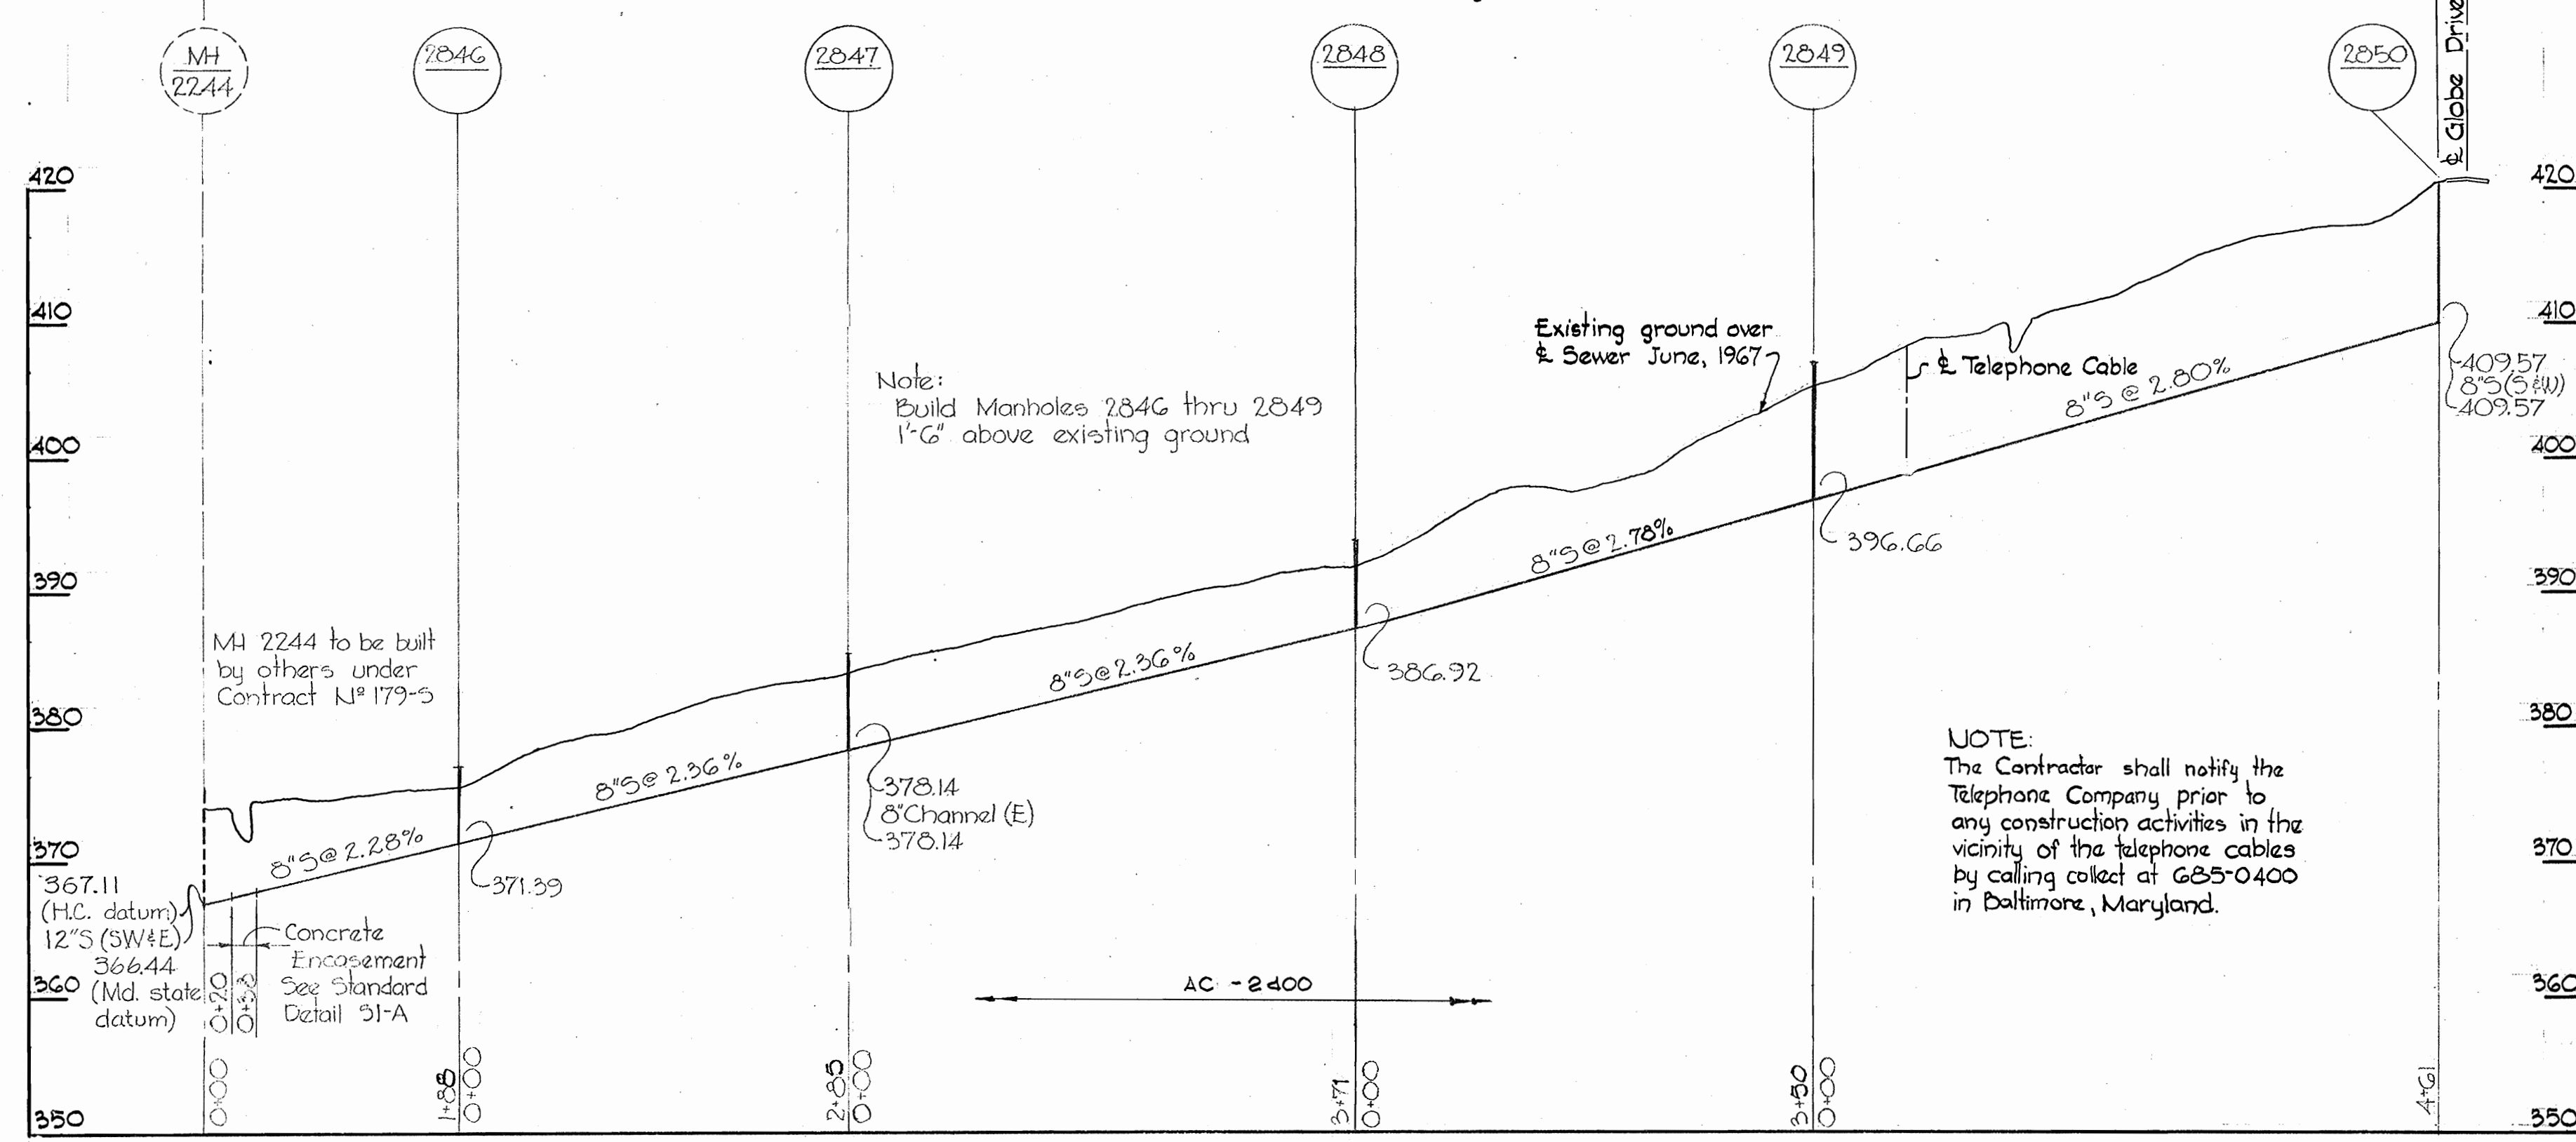 MH
2244
2846
2847
2848
2849
2850
℄ Globe Drive
420
410
400
390
380
370
360
350
420
410
400
390
380
370
360
350
Note:
Build Manholes 2846 thru 2849
1'-6" above existing ground
Existing ground over
℄ Sewer June, 1967
℄ Telephone Cable
MH 2244 to be built
by others under
Contract Nº 179-S
8"S @ 2.28%
8"S @ 2.36%
8"S @ 2.36%
8"S @ 2.78%
8"S @ 2.80%
367.11
(H.C. datum)
12"S (SW&E)
366.44
(Md. state
datum)
371.39
378.14
8"Channel (E)
378.14
386.92
396.66
409.57
8"S (S&W)
409.57
Concrete
Encasement
See Standard
Detail S1-A
NOTE:
The Contractor shall notify the
Telephone Company prior to
any construction activities in the
vicinity of the telephone cables
by calling collect at 685-0400
in Baltimore, Maryland.
AC - 2400
0+20
0+33
0+00
1+88
0+00
2+85
0+00
3+71
0+00
3+50
0+00
4+61